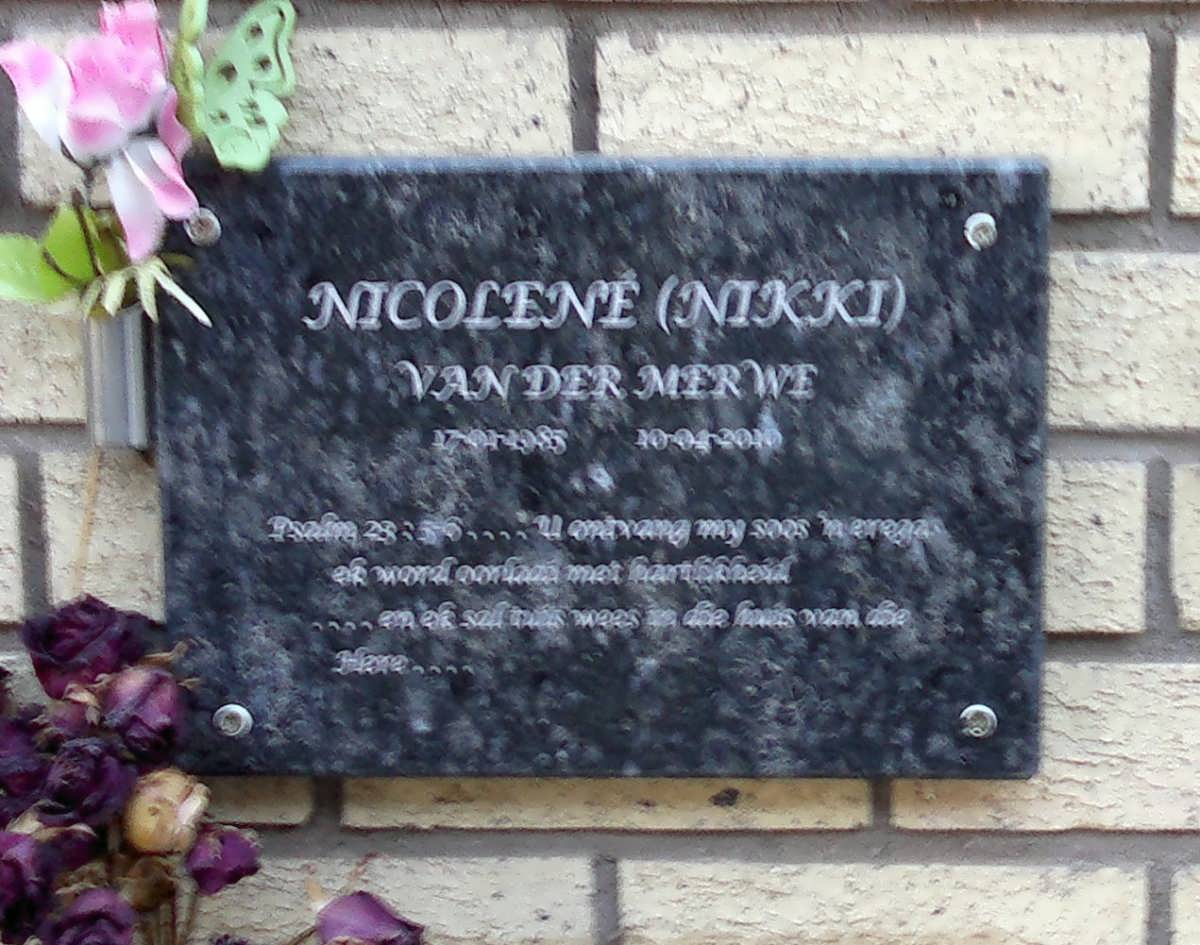 NICOLENÉ (NIKKI)
VAN DER MERWE
17-01-1985 10-04-2010
Psalm 23 : 5-6 . . . . U ontvang my soos 'n eregas
ek word oorlaai met hartlikheid
. . . . en ek sal tuis wees in die huis van die
Here . . . .